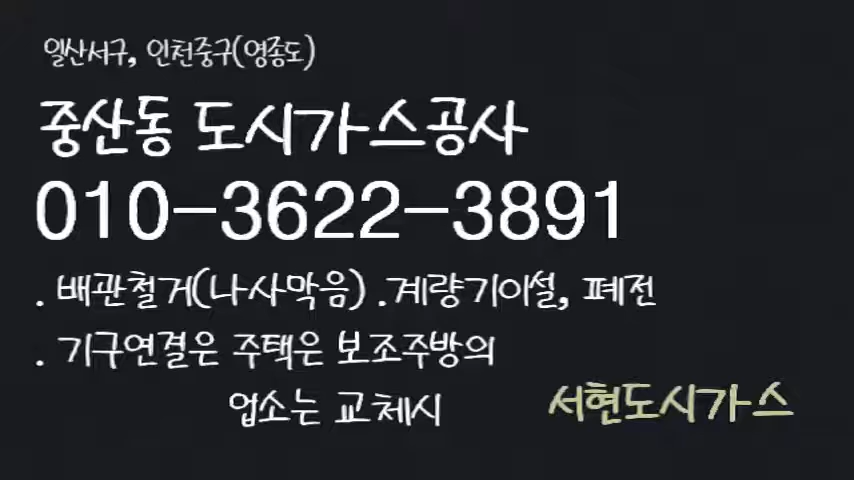 일산서구, 인천중구(영종도)
중산동 도시가스공사
010-3622-3891
. 배관철거(나사막음) .계량기이설, 폐전
. 기구연결은 주택은 보조주방의
업소는 교체시
서현도시가스